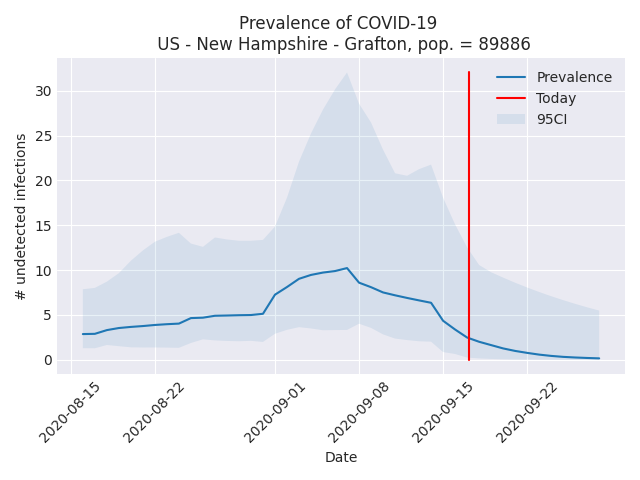 Prevalence of COVID-19
US - New Hampshire - Grafton, pop. = 89886
# undetected infections
30
25
20
15
10
5
0
Prevalence
Today
95CI
2020-08-15
2020-08-22
2020-09-01
2020-09-08
2020-09-15
2020-09-22
Date